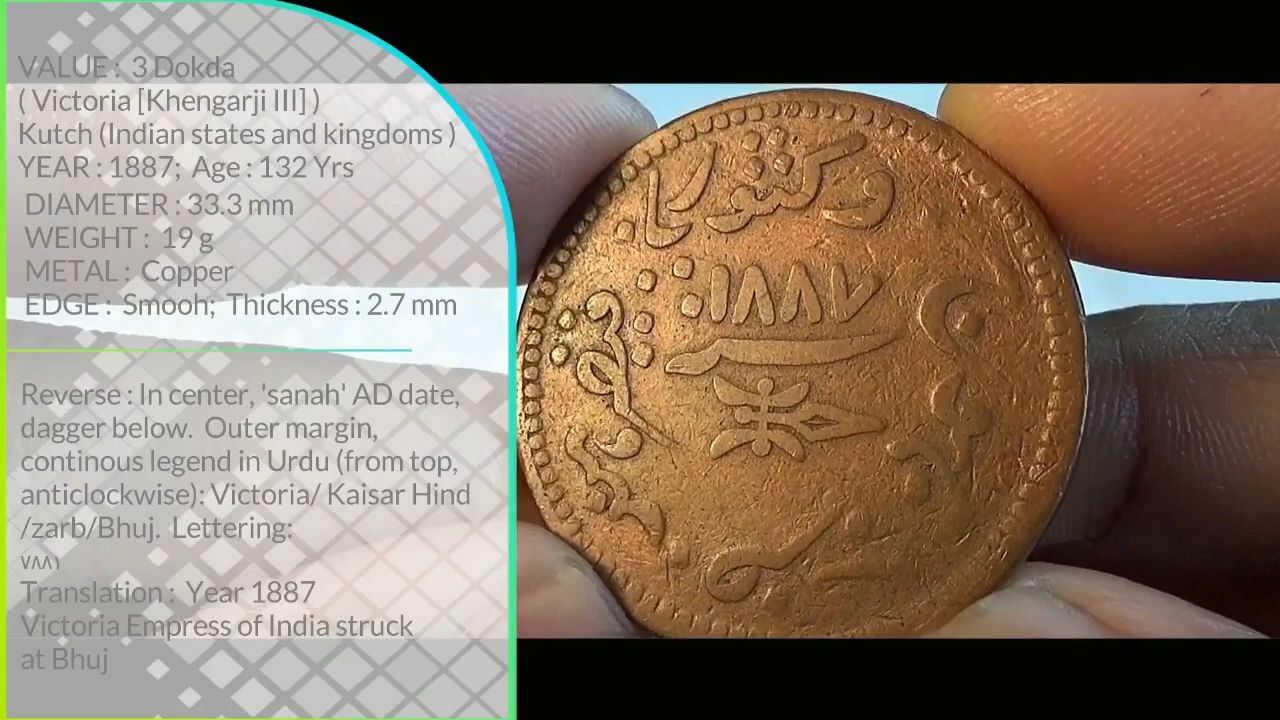 VALUE : 3 Dokda
( Victoria [Khengarji III] )
Kutch (Indian states and kingdoms )
YEAR : 1887; Age : 132 Yrs
DIAMETER : 33.3 mm
WEIGHT : 19 g
METAL : Copper
EDGE : Smooh; Thickness : 2.7 mm
Reverse : In center, 'sanah' AD date,
dagger below. Outer margin,
continous legend in Urdu (from top,
anticlockwise): Victoria/ Kaisar Hind
/zarb/Bhuj. Lettering:
٧٨٨١
Translation : Year 1887
Victoria Empress of India struck
at Bhuj
وکتوریا
١٨٨٧